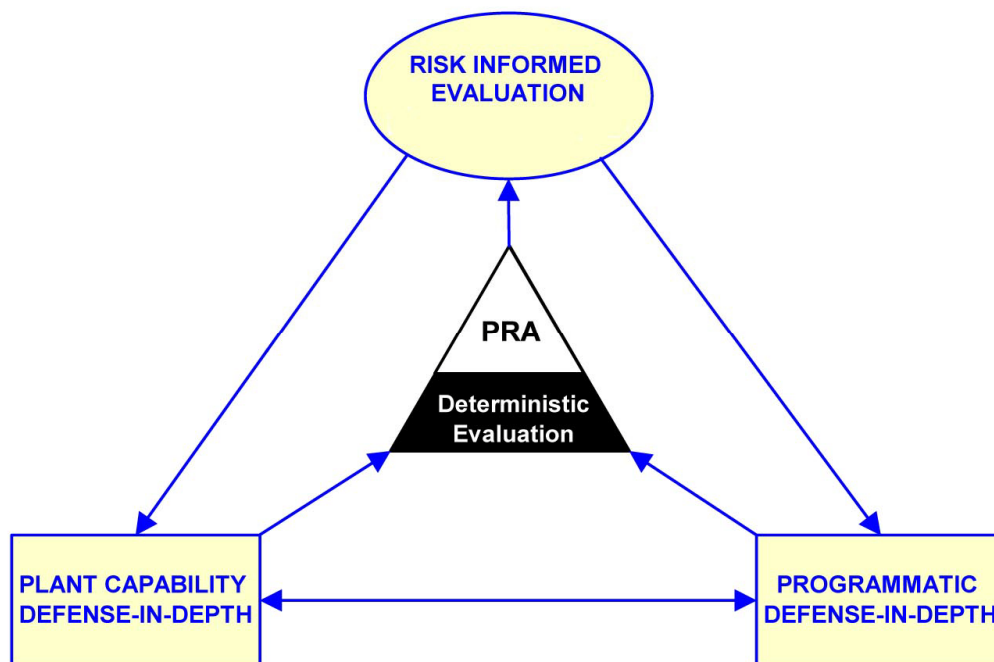 RISK INFORMED
EVALUATION
PRA
Deterministic
Evaluation
PLANT CAPABILITY
DEFENSE-IN-DEPTH
PROGRAMMATIC
DEFENSE-IN-DEPTH